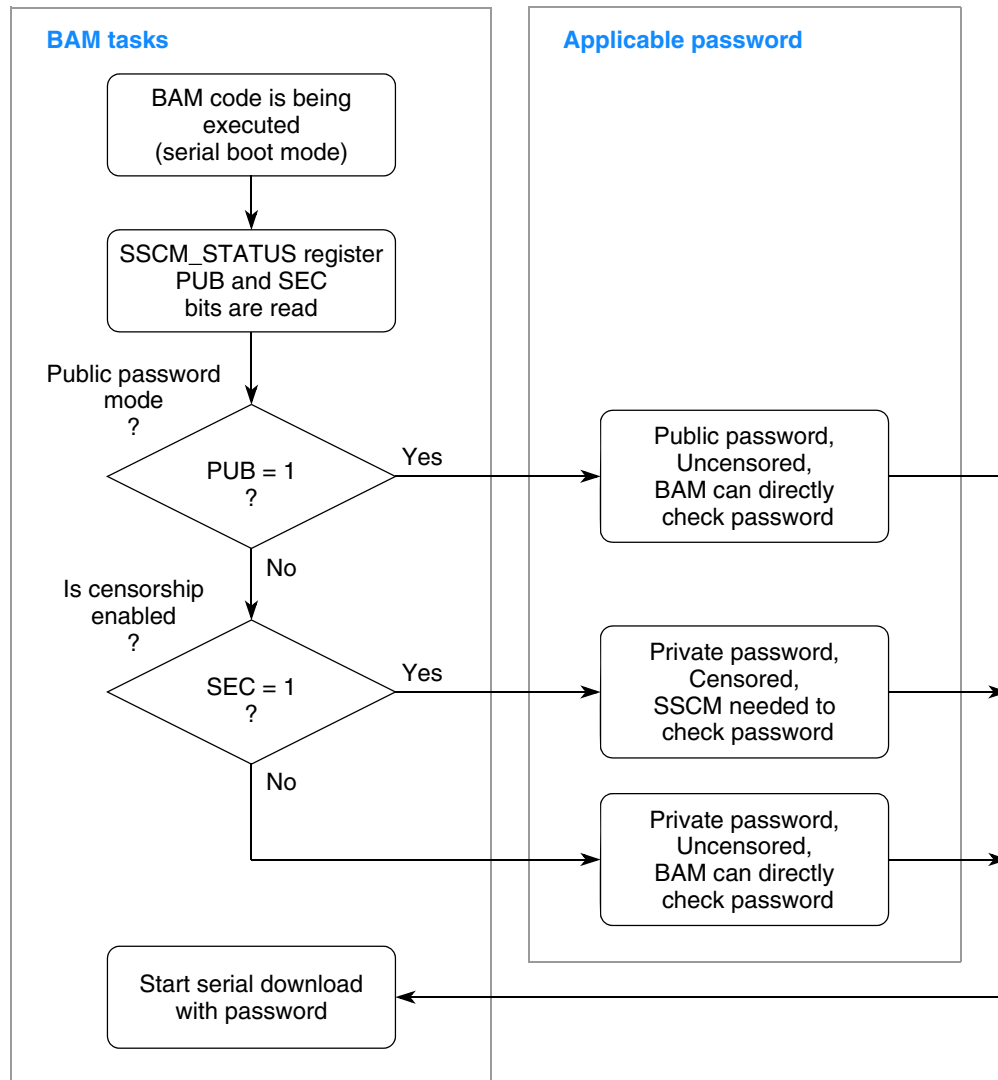 BAM tasks
Applicable password
BAM code is being
executed
(serial boot mode)
SSCM_STATUS register
PUB and SEC
bits are read
Public password
mode
?
PUB = 1
?
Yes
Public password,
Uncensored,
BAM can directly
check password
No
Is censorship
enabled
?
SEC = 1
?
Yes
Private password,
Censored,
SSCM needed to
check password
No
Private password,
Uncensored,
BAM can directly
check password
Start serial download
with password